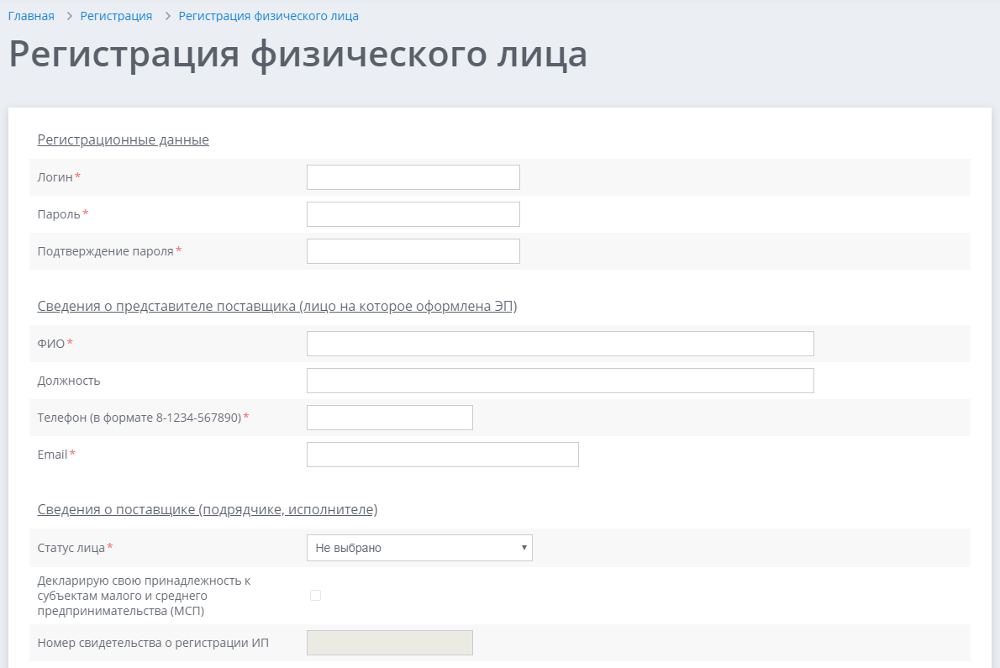 Главная > Регистрация > Регистрация физического лица
Регистрация физического лица
Регистрационные данные
Логин*
Пароль*
Подтверждение пароля*
Сведения о представителе поставщика (лицо на которое оформлена ЭП)
ФИО*
Должность
Телефон (в формате 8-1234-567890)*
Email*
Сведения о поставщике (подрядчике, исполнителе)
Статус лица* Не выбрано
Декларирую свою принадлежность к
субъектам малого и среднего
предпринимательства (МСП)
Номер свидетельства о регистрации ИП